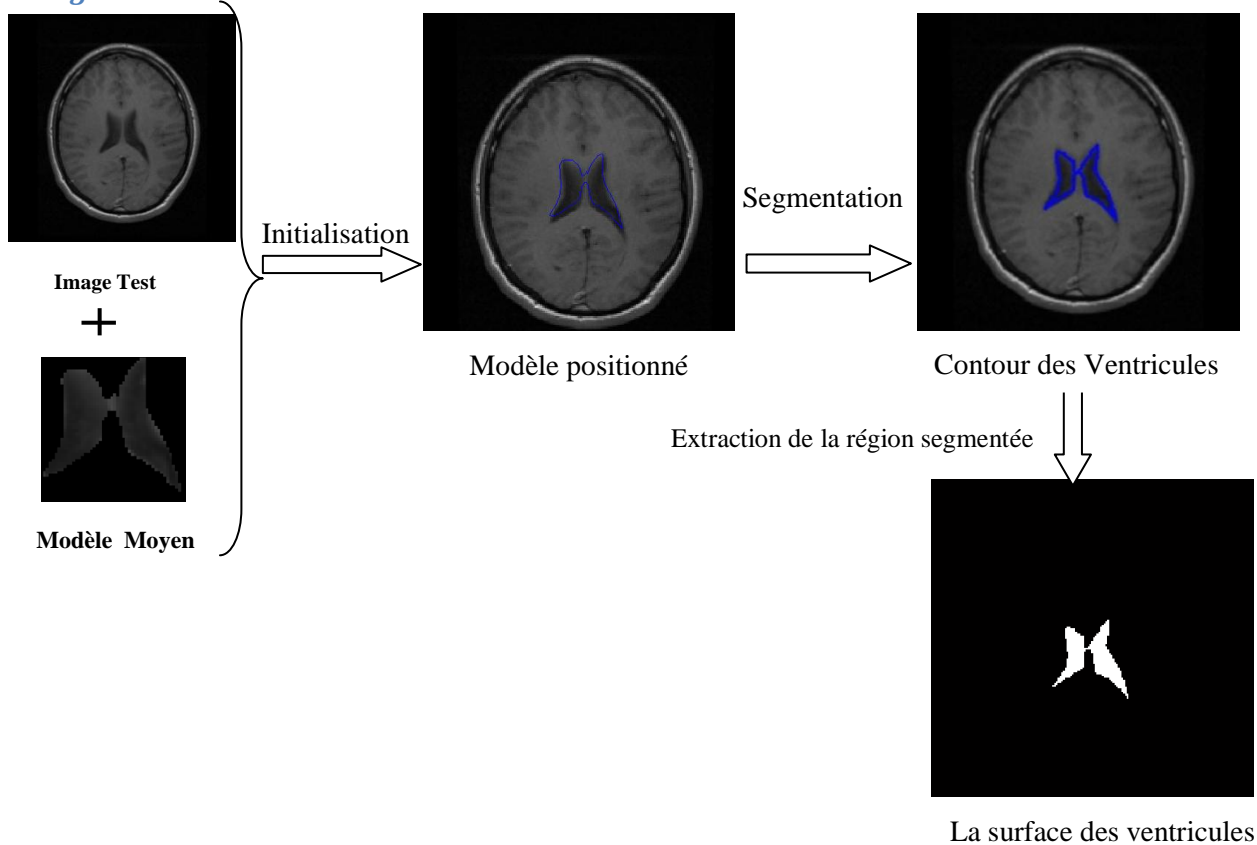 Image Test
+
Modèle Moyen
Initialisation
Modèle positionné
Segmentation
Contour des Ventricules
Extraction de la région segmentée
La surface des ventricules